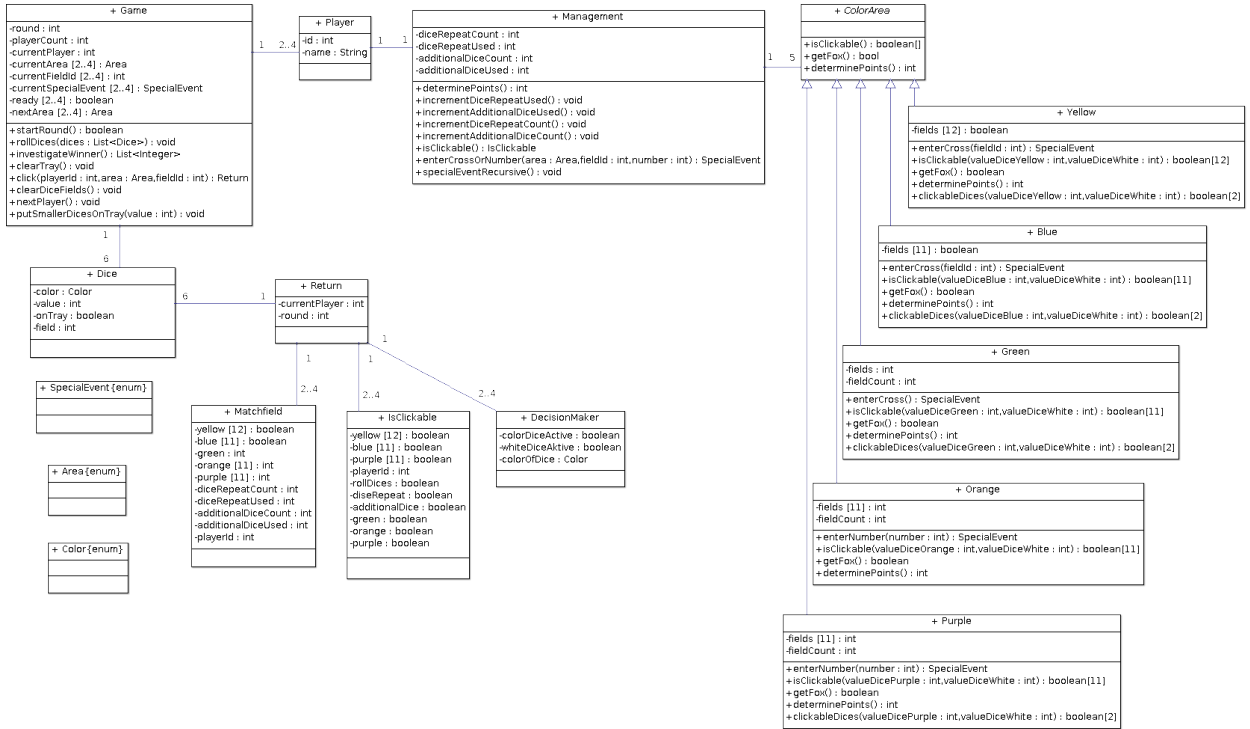 + Game
-round : int
-playerCount : int
-currentPlayer : int
-currentArea [2..4] : Area
-currentFieldId [2..4] : int
-currentSpecialEvent [2..4] : SpecialEvent
-ready [2..4] : boolean
-nextArea [2..4] : Area
+startRound() : boolean
+rollDices(dices : List<Dice>) : void
+investigateWinner() : List<Integer>
+clearTray() : void
+click(playerId : int,area : Area,fieldId : int) : Return
+clearDiceFields() : void
+nextPlayer() : void
+putSmallerDicesOnTray(value : int) : void
1
2..4
+ Player
-id : int
-name : String
1
1
+ Management
-diceRepeatCount : int
-diceRepeatUsed : int
-additionalDiceCount : int
-additionalDiceUsed : int
+determinePoints() : int
+incrementDiceRepeatUsed() : void
+incrementAdditionalDiceUsed() : void
+incrementDiceRepeatCount() : void
+incrementAdditionalDiceCount() : void
+isClickable() : IsClickable
+enterCrossOrNumber(area : Area,fieldId : int,number : int) : SpecialEvent
+specialEventRecursive() : void
1
5
+ ColorArea
+isClickable() : boolean[]
+getFox() : bool
+determinePoints() : int
+ Yellow
-fields [12] : boolean
+enterCross(fieldId : int) : SpecialEvent
+isClickable(valueDiceYellow : int,valueDiceWhite : int) : boolean[12]
+getFox() : boolean
+determinePoints() : int
+clickableDices(valueDiceYellow : int,valueDiceWhite : int) : boolean[2]
+ Blue
-fields [11] : boolean
+enterCross(fieldId : int) : SpecialEvent
+isClickable(valueDiceBlue : int,valueDiceWhite : int) : boolean[11]
+getFox() : boolean
+determinePoints() : int
+clickableDices(valueDiceBlue : int,valueDiceWhite : int) : boolean[2]
+ Green
-fields : int
-fieldCount : int
+enterCross() : SpecialEvent
+isClickable(valueDiceGreen : int,valueDiceWhite : int) : boolean[11]
+getFox() : boolean
+determinePoints() : int
+clickableDices(valueDiceGreen : int,valueDiceWhite : int) : boolean[2]
+ Orange
-fields [11] : int
-fieldCount : int
+enterNumber(number : int) : SpecialEvent
+isClickable(valueDiceOrange : int,valueDiceWhite : int) : boolean[11]
+getFox() : boolean
+determinePoints() : int
+ Purple
-fields [11] : int
-fieldCount : int
+enterNumber(number : int) : SpecialEvent
+isClickable(valueDicePurple : int,valueDiceWhite : int) : boolean[11]
+getFox() : boolean
+determinePoints() : int
+clickableDices(valueDicePurple : int,valueDiceWhite : int) : boolean[2]
1
6
+ Dice
-color : Color
-value : int
-onTray : boolean
-field : int
6
1
+ Return
-currentPlayer : int
-round : int
1
1
1
2..4
2..4
2..4
+ SpecialEvent{enum}
+ Area{enum}
+ Color{enum}
+ Matchfield
-yellow [12] : boolean
-blue [11] : boolean
-green : int
-orange [11] : int
-purple [11] : int
-diceRepeatCount : int
-diceRepeatUsed : int
-additionalDiceCount : int
-additionalDiceUsed : int
-playerId : int
+ IsClickable
-yellow [12] : boolean
-blue [11] : boolean
-purple [11] : boolean
-playerId : int
-rollDices : boolean
-diseRepeat : boolean
-additionalDice : boolean
-green : boolean
-orange : boolean
-purple : boolean
+ DecisionMaker
-colorDiceActive : boolean
-whiteDiceAktive : boolean
-colorOfDice : Color